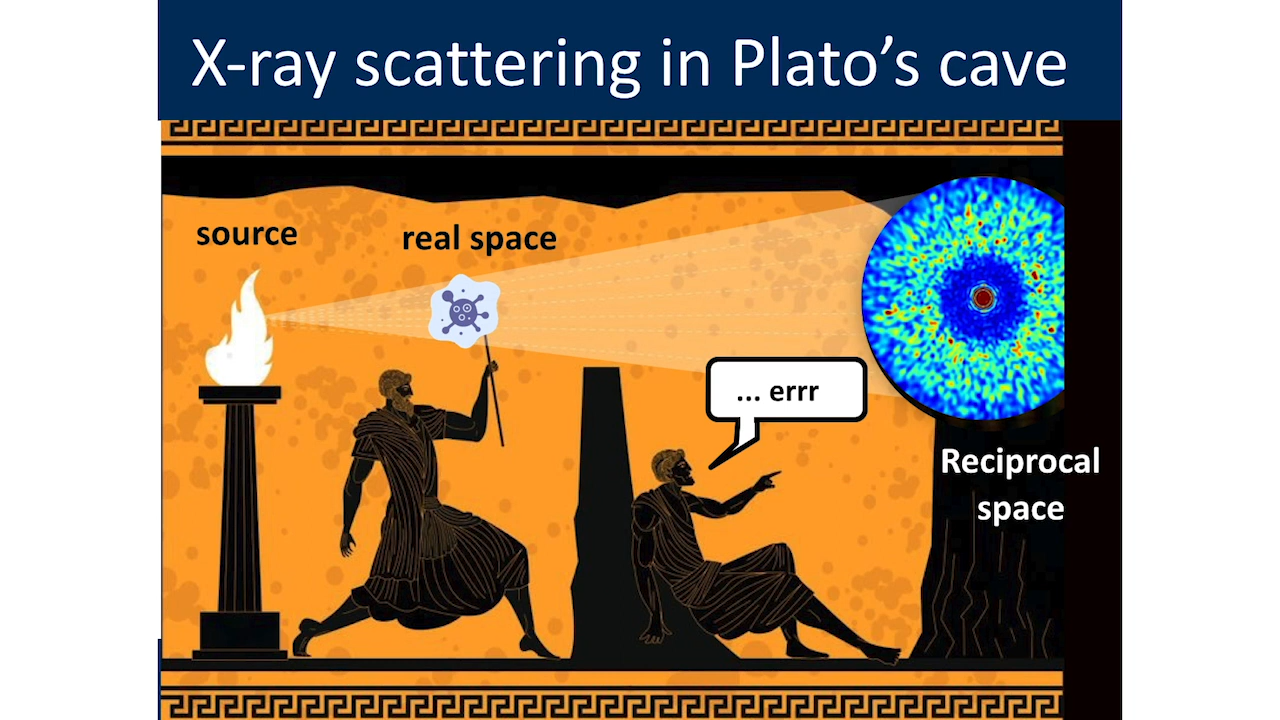 X-ray scattering in Plato’s cave
source
real space
... errr
Reciprocal
space